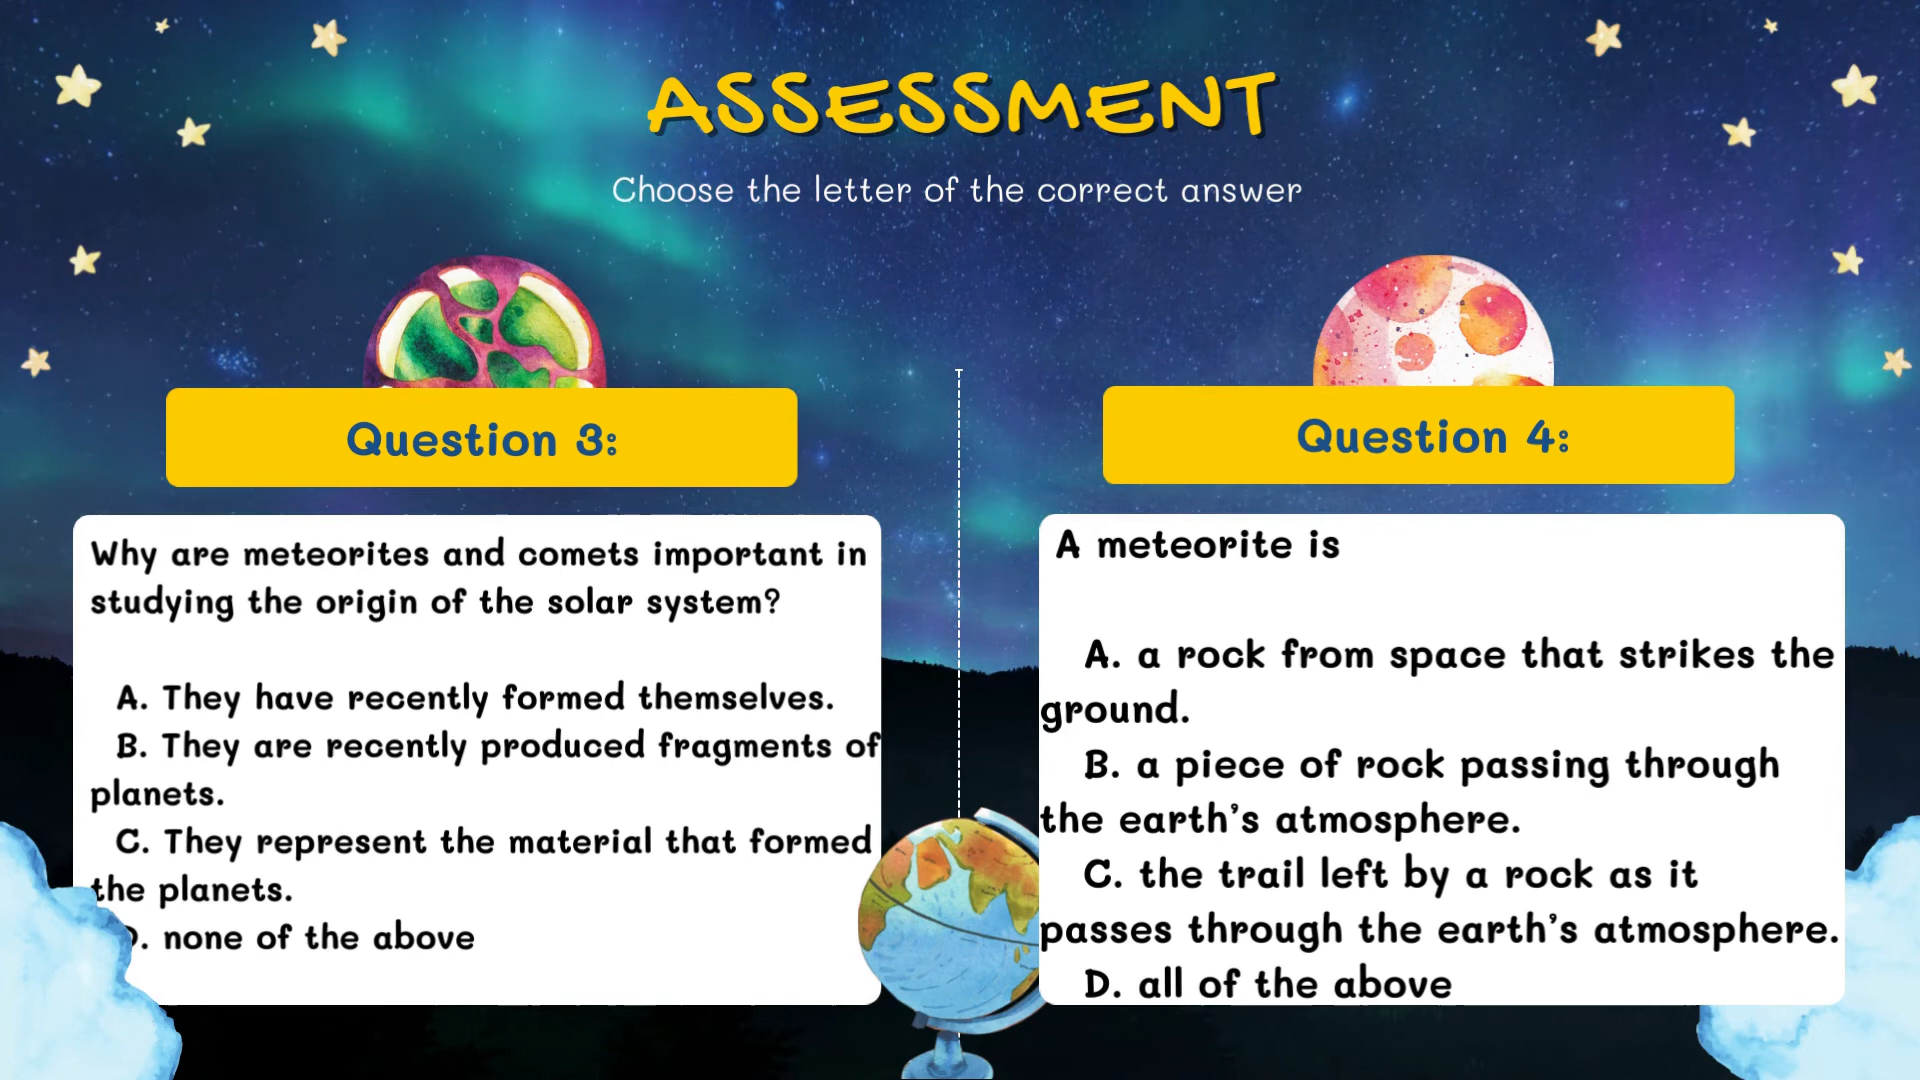 ASSESSMENT
Choose the letter of the correct answer
Question 3:
Why are meteorites and comets important in
studying the origin of the solar system?
A. They have recently formed themselves.
B. They are recently produced fragments of
planets.
C. They represent the material that formed
the planets.
D. none of the above
Question 4:
A meteorite is
A. a rock from space that strikes the
ground.
B. a piece of rock passing through
the earth’s atmosphere.
C. the trail left by a rock as it
passes through the earth’s atmosphere.
D. all of the above